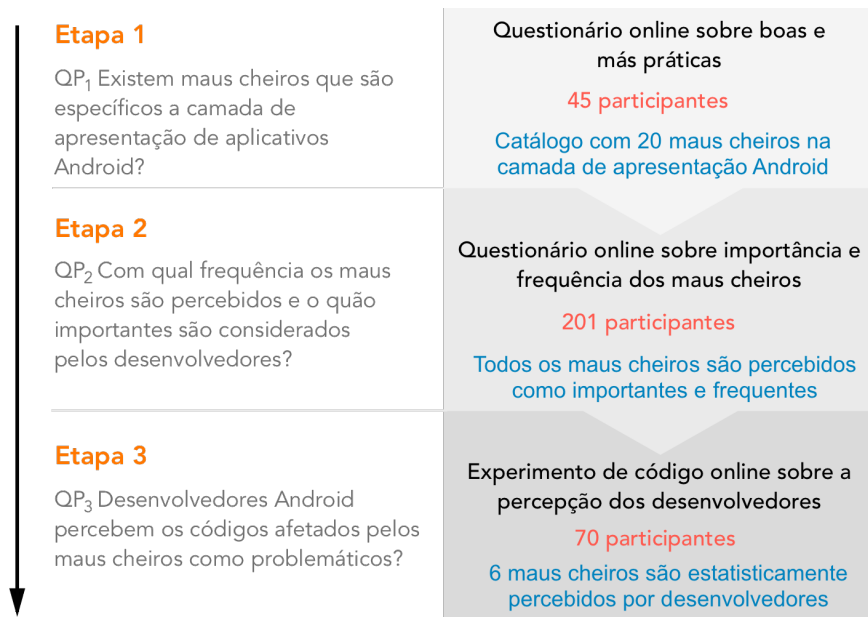 Etapa 1
QP1 Existem maus cheiros que são
específicos a camada de
apresentação de aplicativos
Android?
Questionário online sobre boas e
más práticas
45 participantes
Catálogo com 20 maus cheiros na
camada de apresentação Android
Etapa 2
QP2 Com qual frequência os maus
cheiros são percebidos e o quão
importantes são considerados
pelos desenvolvedores?
Questionário online sobre importância e
frequência dos maus cheiros
201 participantes
Todos os maus cheiros são percebidos
como importantes e frequentes
Etapa 3
QP3 Desenvolvedores Android
percebem os códigos afetados pelos
maus cheiros como problemáticos?
Experimento de código online sobre a
percepção dos desenvolvedores
70 participantes
6 maus cheiros são estatisticamente
percebidos por desenvolvedores